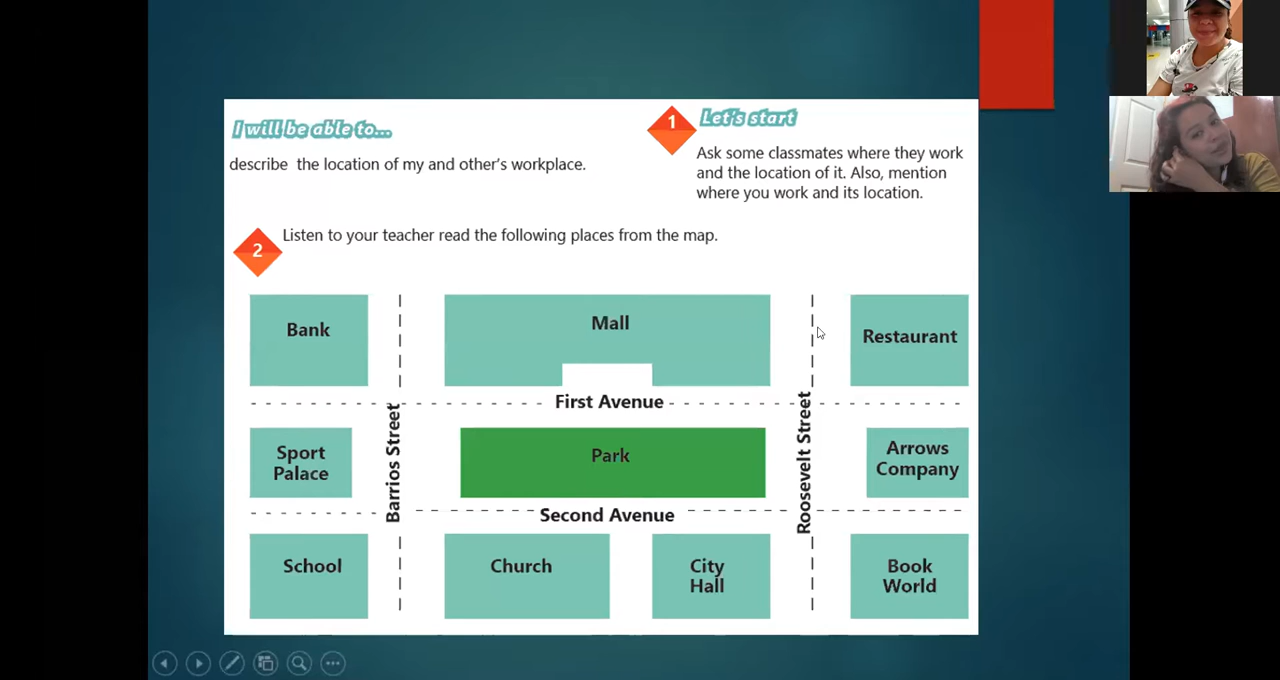 I will be able to...
describe the location of my and other's workplace.
1
Let's start
Ask some classmates where they work
and the location of it. Also, mention
where you work and its location.
2
Listen to your teacher read the following places from the map.
Bank
Mall
Restaurant
First Avenue
Barrios Street
Roosevelt Street
Sport
Palace
Park
Arrows
Company
Second Avenue
School
Church
City
Hall
Book
World